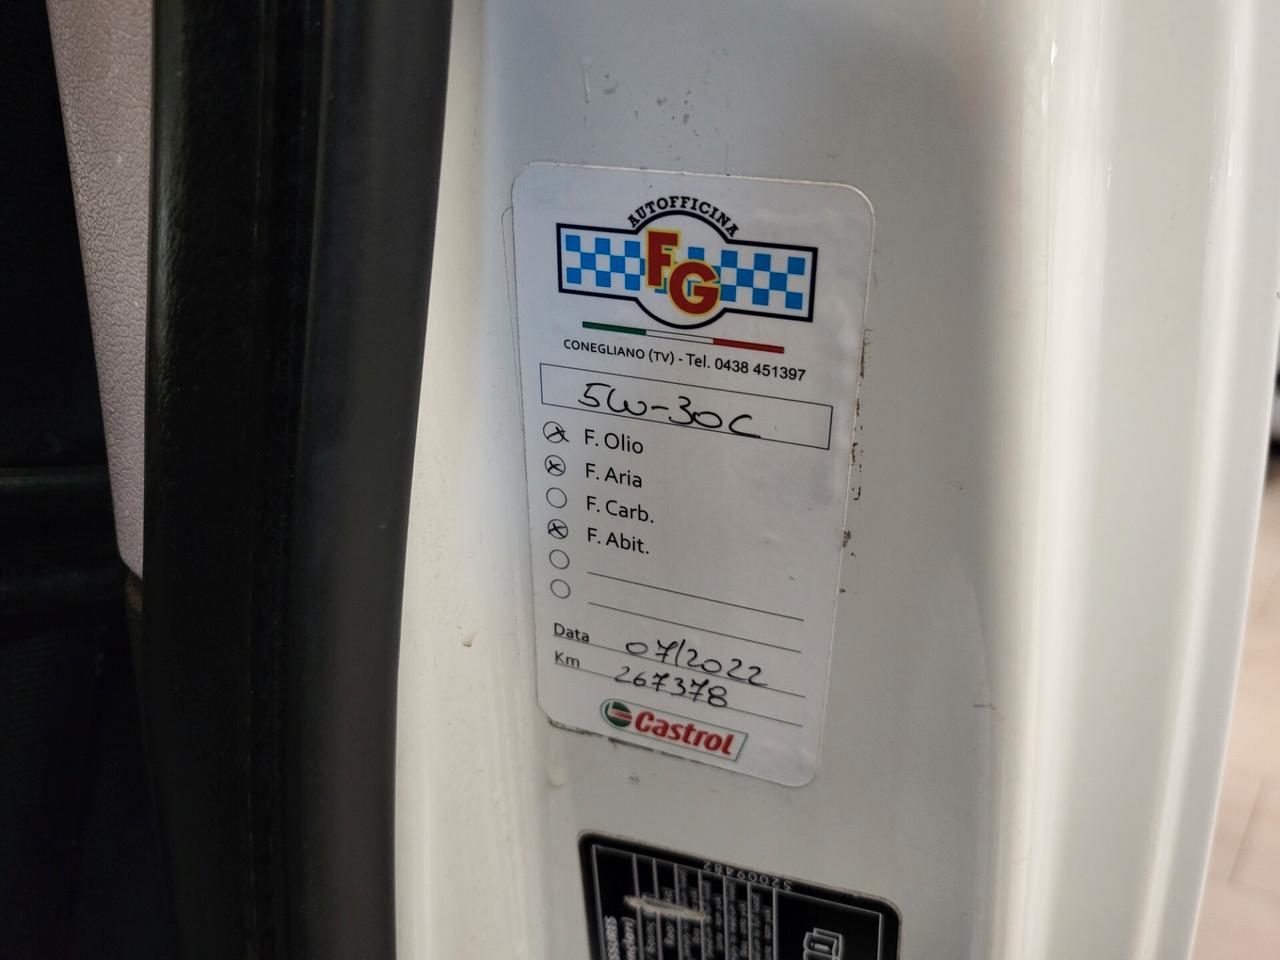 AUTOFFICINA
FG
CONEGLIANO (TV) - Tel. 0438 451397
5W-30C
F. Olio
F. Aria
F. Carb.
F. Abit.
Data 07/2022
Km 267378
Castrol
52009482